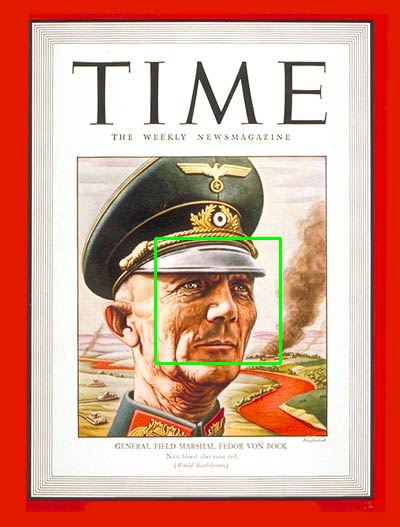 TIME
THE WEEKLY NEWSMAGAZINE
GENERAL FIELD MARSHAL FEDOR VON BOCK
Nazi blood also runs red.
(World Battlefronts)